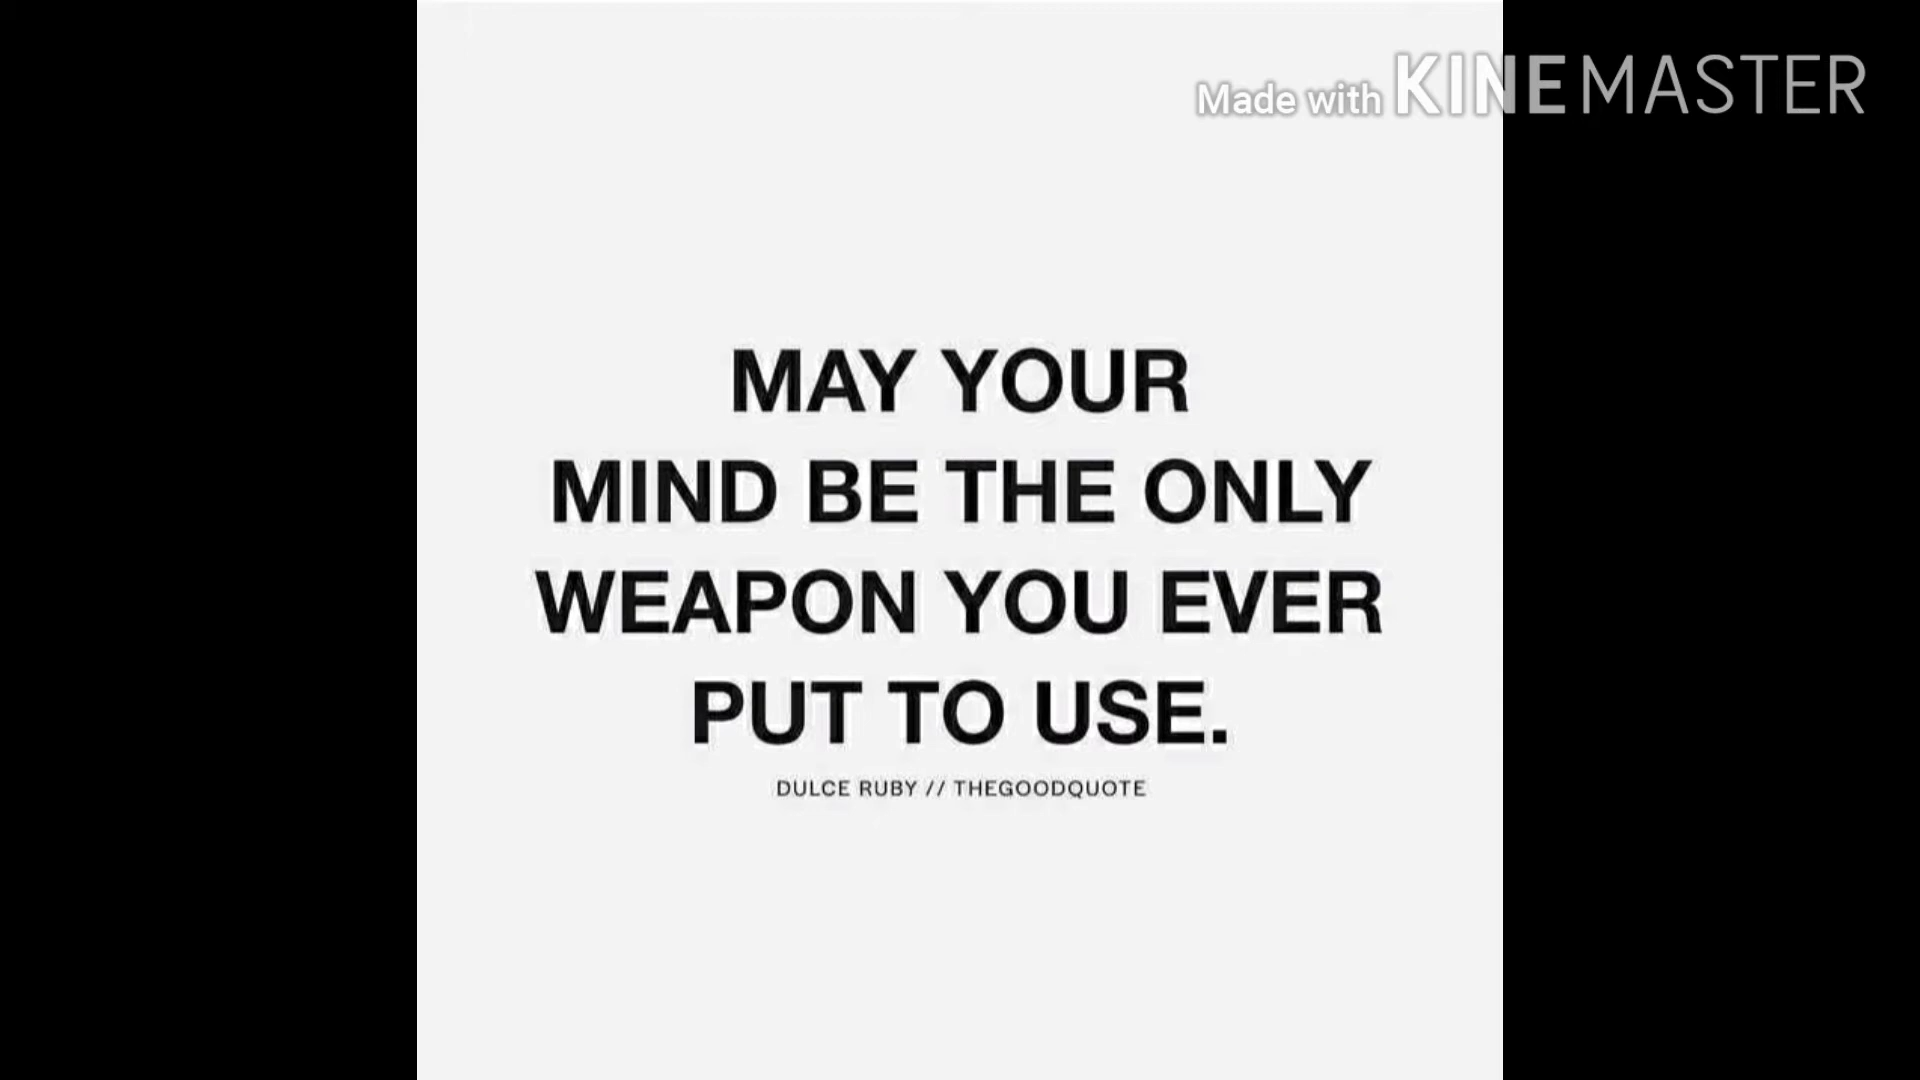 Made with KINEMASTER
MAY YOUR
MIND BE THE ONLY
WEAPON YOU EVER
PUT TO USE.
DULCE RUBY // THEGOODQUOTE